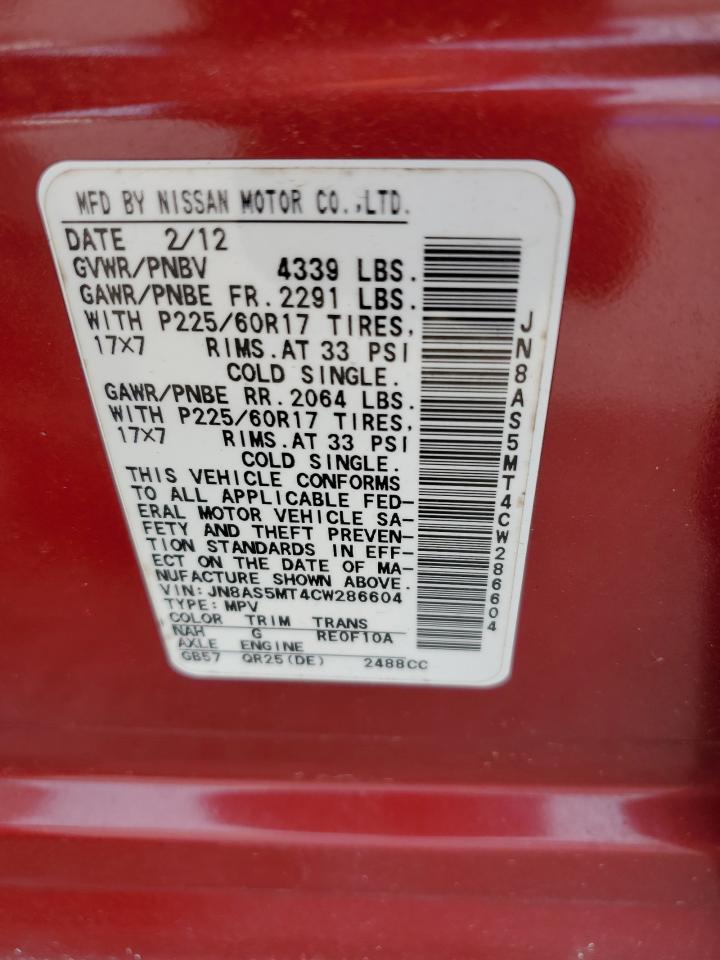 MFD BY NISSAN MOTOR CO.,LTD.
DATE 2/12
GVWR/PNBV 4339 LBS.
GAWR/PNBE FR.2291 LBS.
WITH P225/60R17 TIRES,
17X7 RIMS.AT 33 PSI
COLD SINGLE.
GAWR/PNBE RR.2064 LBS.
WITH P225/60R17 TIRES,
17X7 RIMS.AT 33 PSI
COLD SINGLE.
THIS VEHICLE CONFORMS
TO ALL APPLICABLE FED-
ERAL MOTOR VEHICLE SA-
FETY AND THEFT PREVEN-
TION STANDARDS IN EFF-
ECT ON THE DATE OF MA-
NUFACTURE SHOWN ABOVE.
VIN: JN8AS5MT4CW286604
TYPE: MPV
COLOR TRIM TRANS
NAH G RE0F10A
AXLE ENGINE
GB57 QR25(DE) 2488CC
JN8AS5MT4CW286604